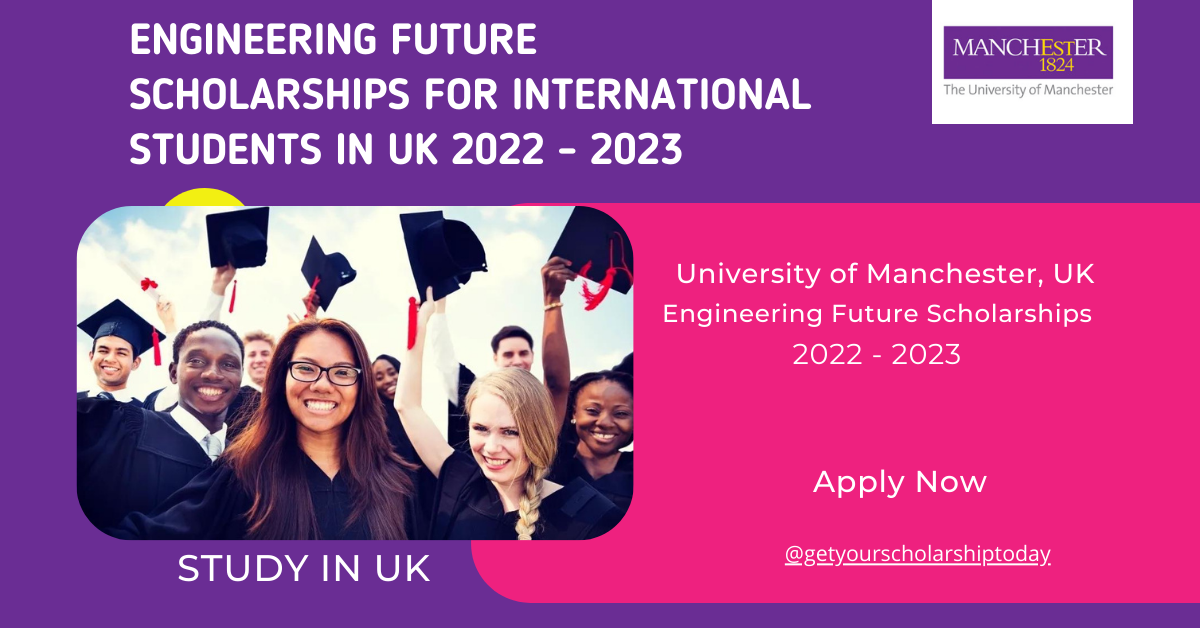 ENGINEERING FUTURE
SCHOLARSHIPS FOR INTERNATIONAL
STUDENTS IN UK 2022 - 2023
MANCHESTER
1824
The University of Manchester
University of Manchester, UK
Engineering Future Scholarships
2022 - 2023
Apply Now
@getyourscholarshiptoday
STUDY IN UK